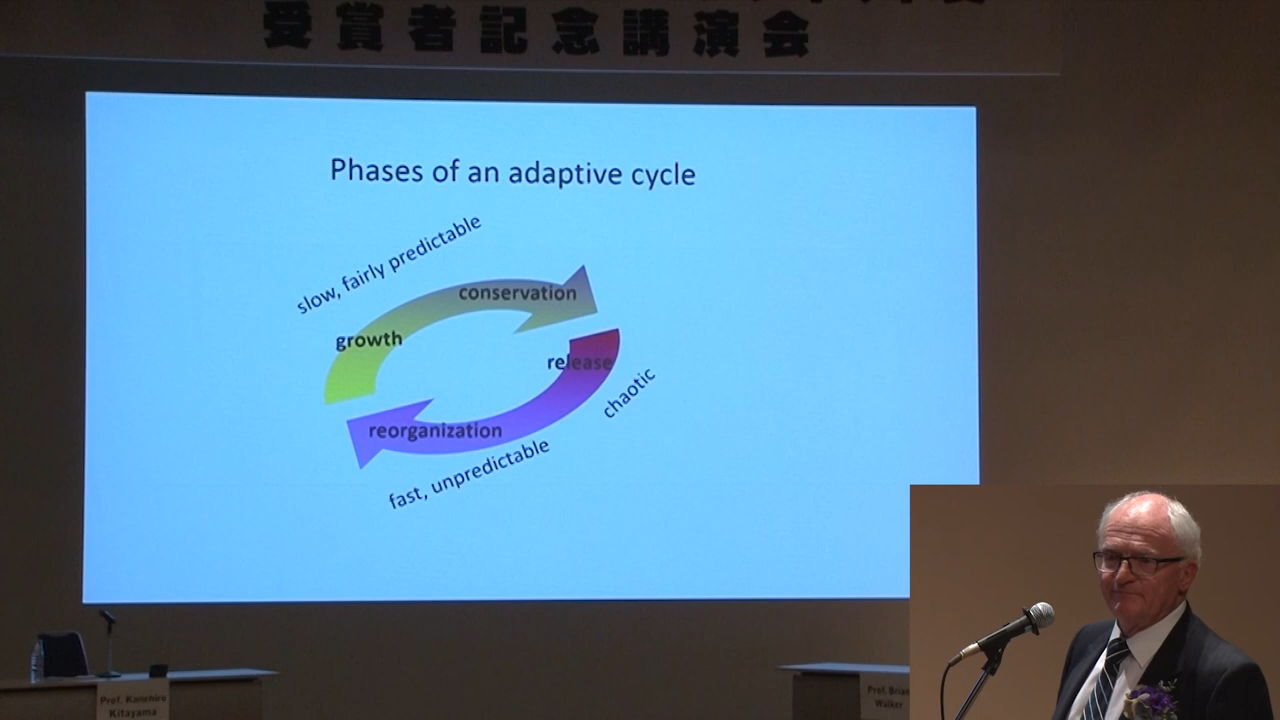 受賞者記念講演会
Phases of an adaptive cycle
slow, fairly predictable
conservation
growth
release
chaotic
reorganization
fast, unpredictable
Prof. Kanehiro
Kitayama
Prof. Brian
Walker